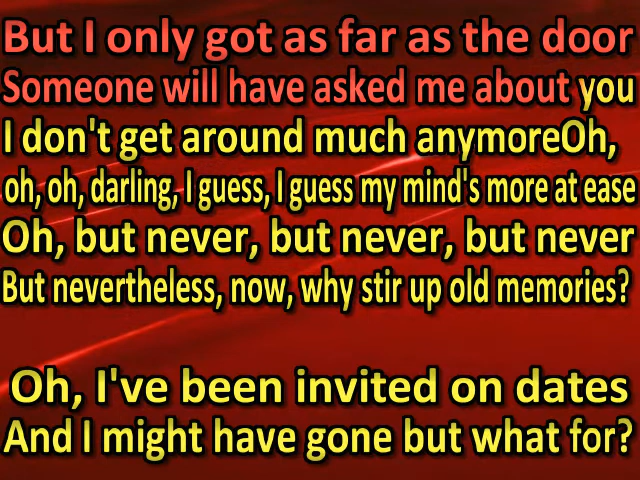 But I only got as far as the door
Someone will have asked me about you
I don't get around much anymoreOh,
oh, oh, darling, I guess, I guess my mind's more at ease
Oh, but never, but never, but never
But nevertheless, now, why stir up old memories?
Oh, I've been invited on dates
And I might have gone but what for?